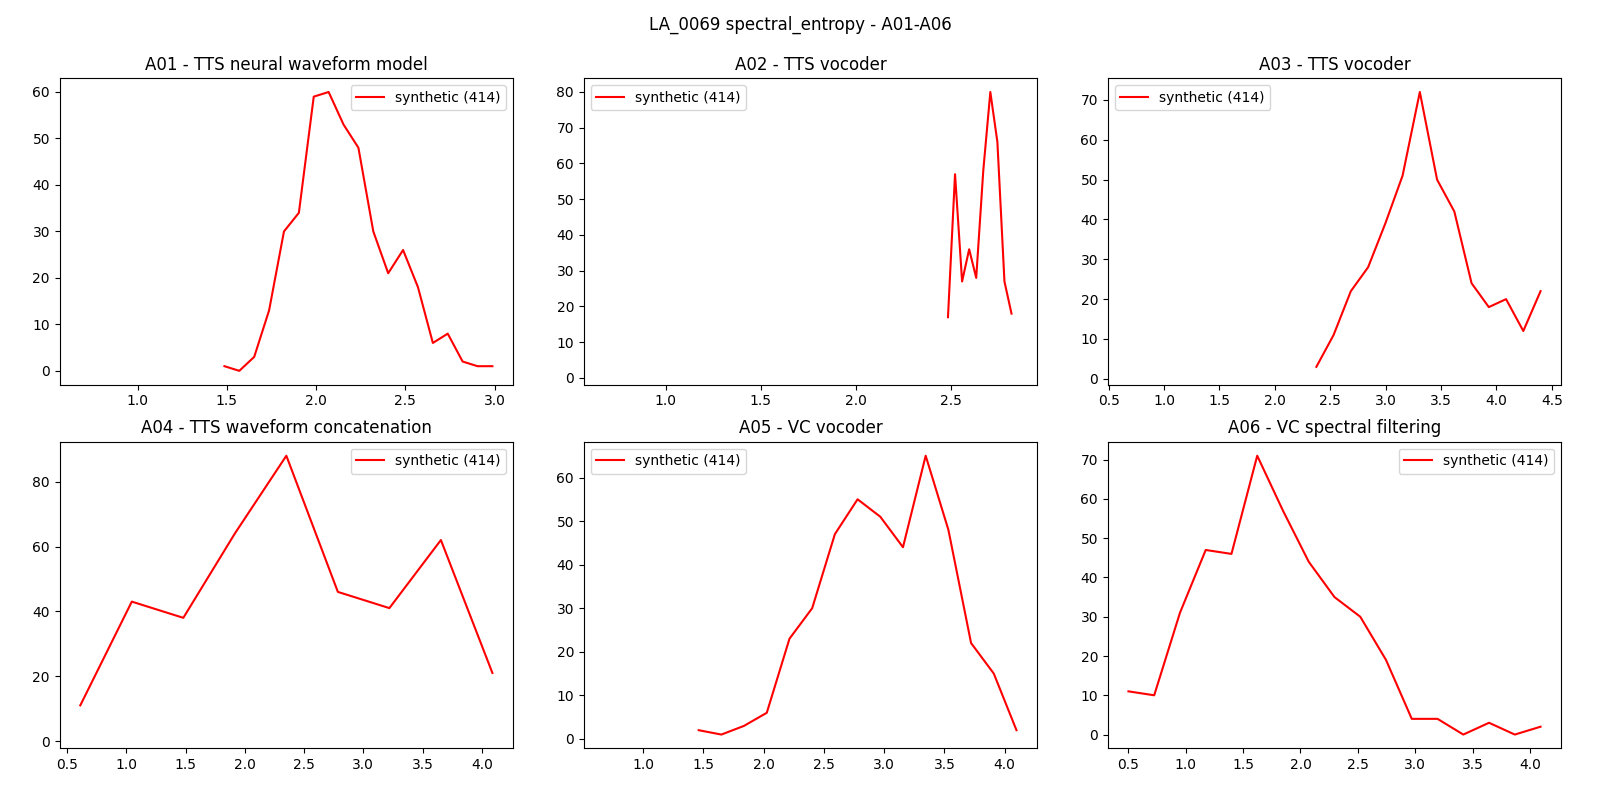 LA_0069 spectral_entropy - A01-A06
A01 - TTS neural waveform model
synthetic (414)
60
50
40
30
20
10
0
1.0 1.5 2.0 2.5 3.0
A02 - TTS vocoder
synthetic (414)
80
70
60
50
40
30
20
10
0
1.0 1.5 2.0 2.5
A03 - TTS vocoder
synthetic (414)
70
60
50
40
30
20
10
0
0.5 1.0 1.5 2.0 2.5 3.0 3.5 4.0 4.5
A04 - TTS waveform concatenation
synthetic (414)
80
60
40
20
0
0.5 1.0 1.5 2.0 2.5 3.0 3.5 4.0
A05 - VC vocoder
synthetic (414)
60
50
40
30
20
10
0
1.0 1.5 2.0 2.5 3.0 3.5 4.0
A06 - VC spectral filtering
synthetic (414)
70
60
50
40
30
20
10
0
0.5 1.0 1.5 2.0 2.5 3.0 3.5 4.0